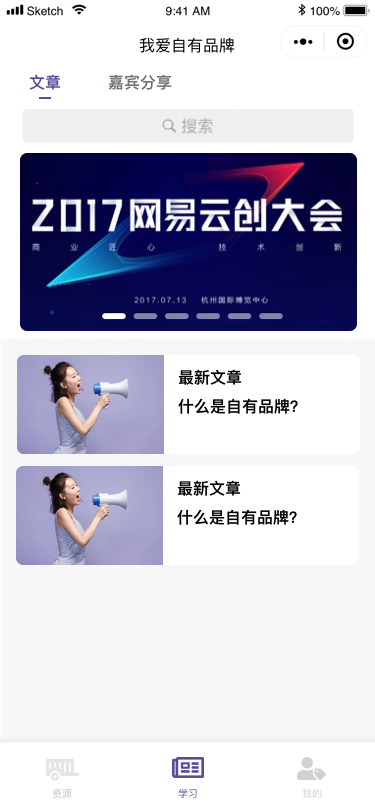 Sketch 9:41 AM 100%
我爱自有品牌
文章 嘉宾分享
搜索
2017网易云创大会
商业匠心 技术创新
2017.07.13 杭州国际博览中心
最新文章
什么是自有品牌?
最新文章
什么是自有品牌?
资源 学习 我的